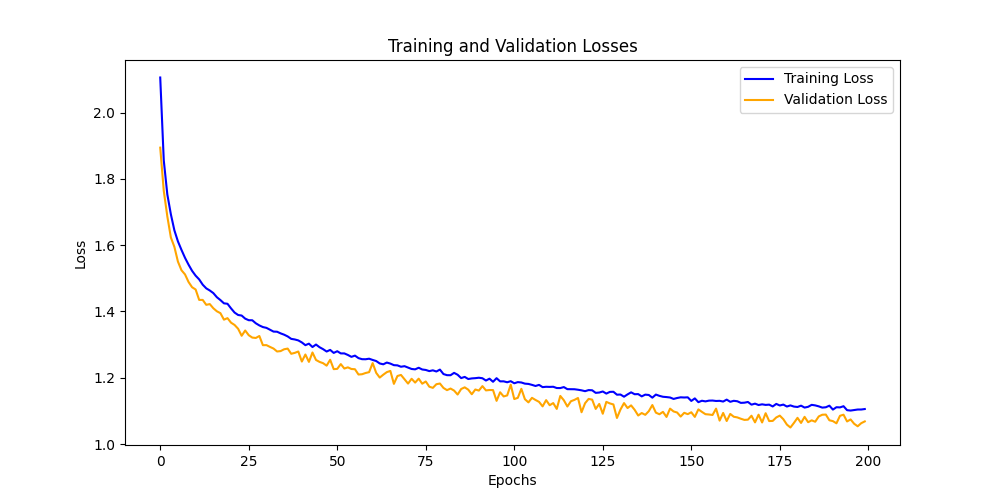 Training and Validation Losses
Training Loss
Validation Loss
2.0
1.8
1.6
1.4
1.2
1.0
Loss
0 25 50 75 100 125 150 175 200
Epochs